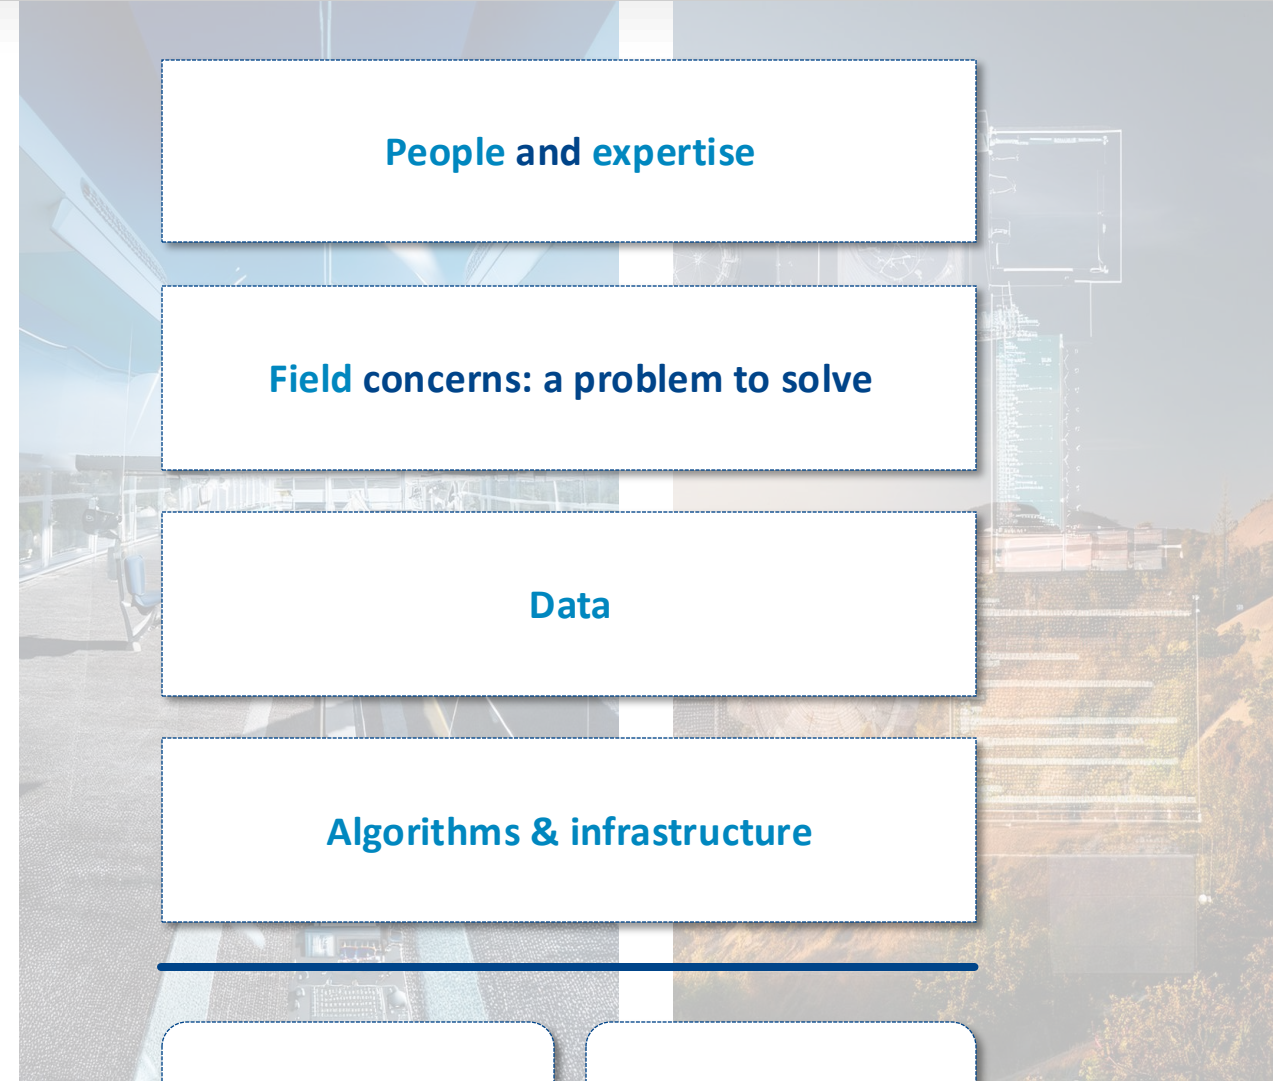 People and expertise
Field concerns: a problem to solve
Data
Algorithms & infrastructure